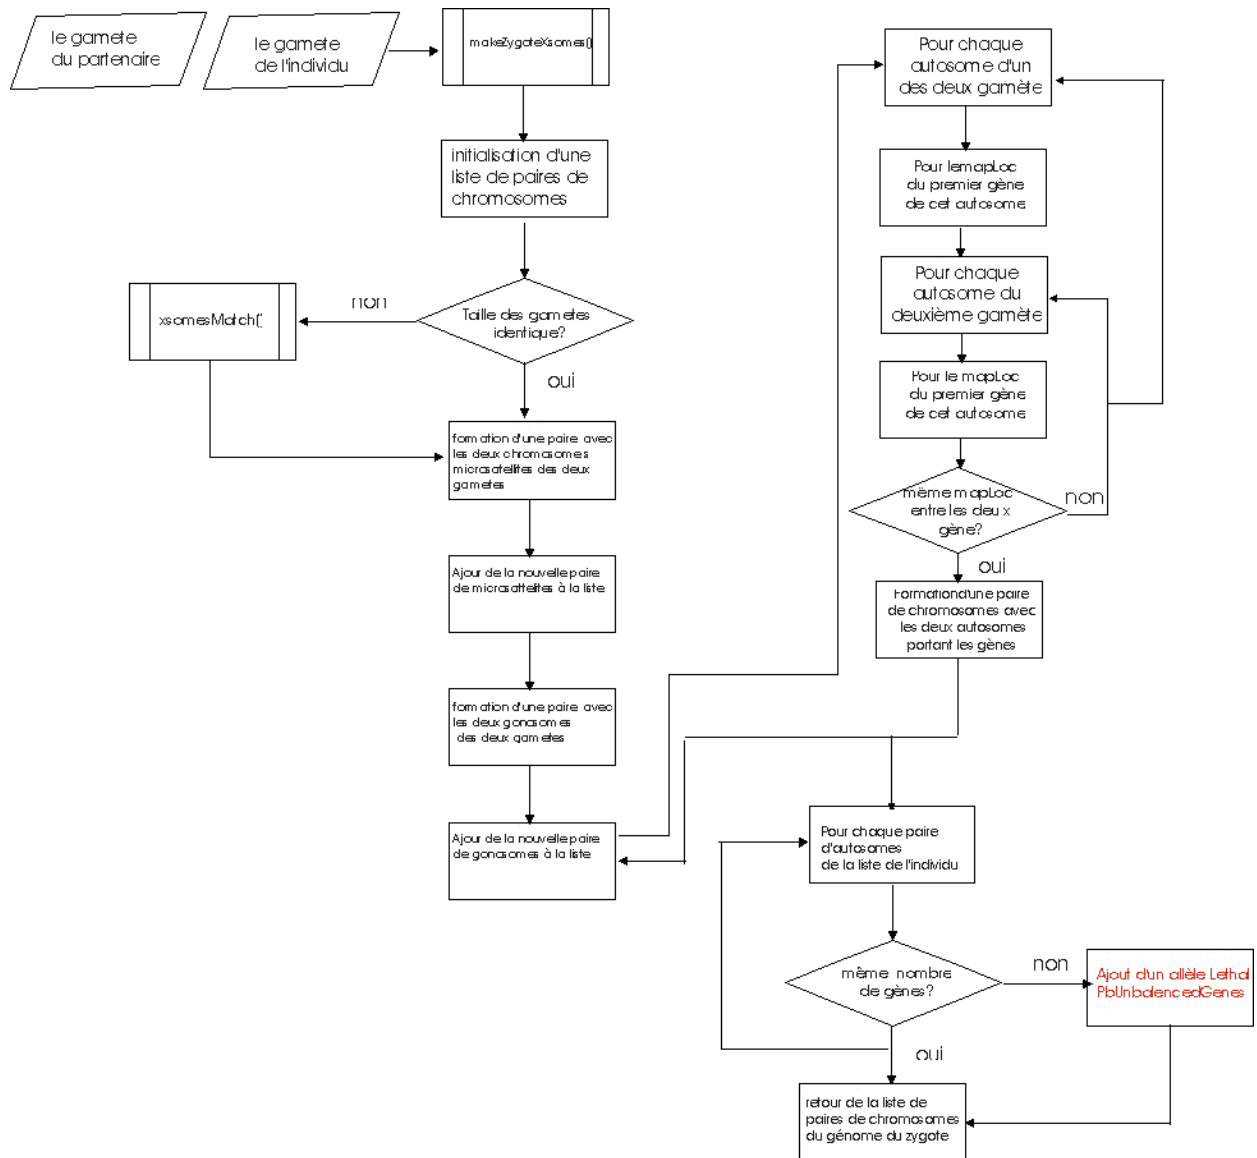 le gamete
du partenaire
le gamete
de l'individu
makeZygoteXsomes()
initialisation d'une
liste de paires de
chromosomes
Taille des gametes
identique?
non
oui
xsomesMatch()
formation d'une paire avec
les deux chromosomes
microsatellites des deux
gametes
Ajour de la nouvelle paire
de microsattelites à la liste
formation d'une paire avec
les deux gonosomes
des deux gametes
Ajour de la nouvelle paire
de gonosomes à la liste
Pour chaque
autosome d'un
des deux gamète
Pour lemapLoc
du premier gène
de cet autosome
Pour chaque
autosome du
deuxième gamète
Pour le mapLoc
du premier gène
de cet autosome
même mapLoc
entre les deux
gène?
non
oui
Formation d'une paire
de chromosomes avec
les deux autosomes
portant les gènes
Pour chaque paire
d'autosomes
de la liste de l'individu
même nombre
de gènes?
non
oui
Ajout d'un allèle Lethal
PbUnbalencedGenes
retour de la liste de
paires de chromosomes
du génome du zygote